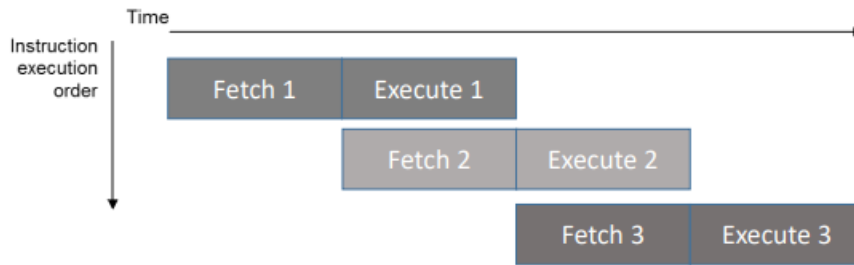 Time
Instruction
execution
order
Fetch 1 Execute 1
Fetch 2 Execute 2
Fetch 3 Execute 3